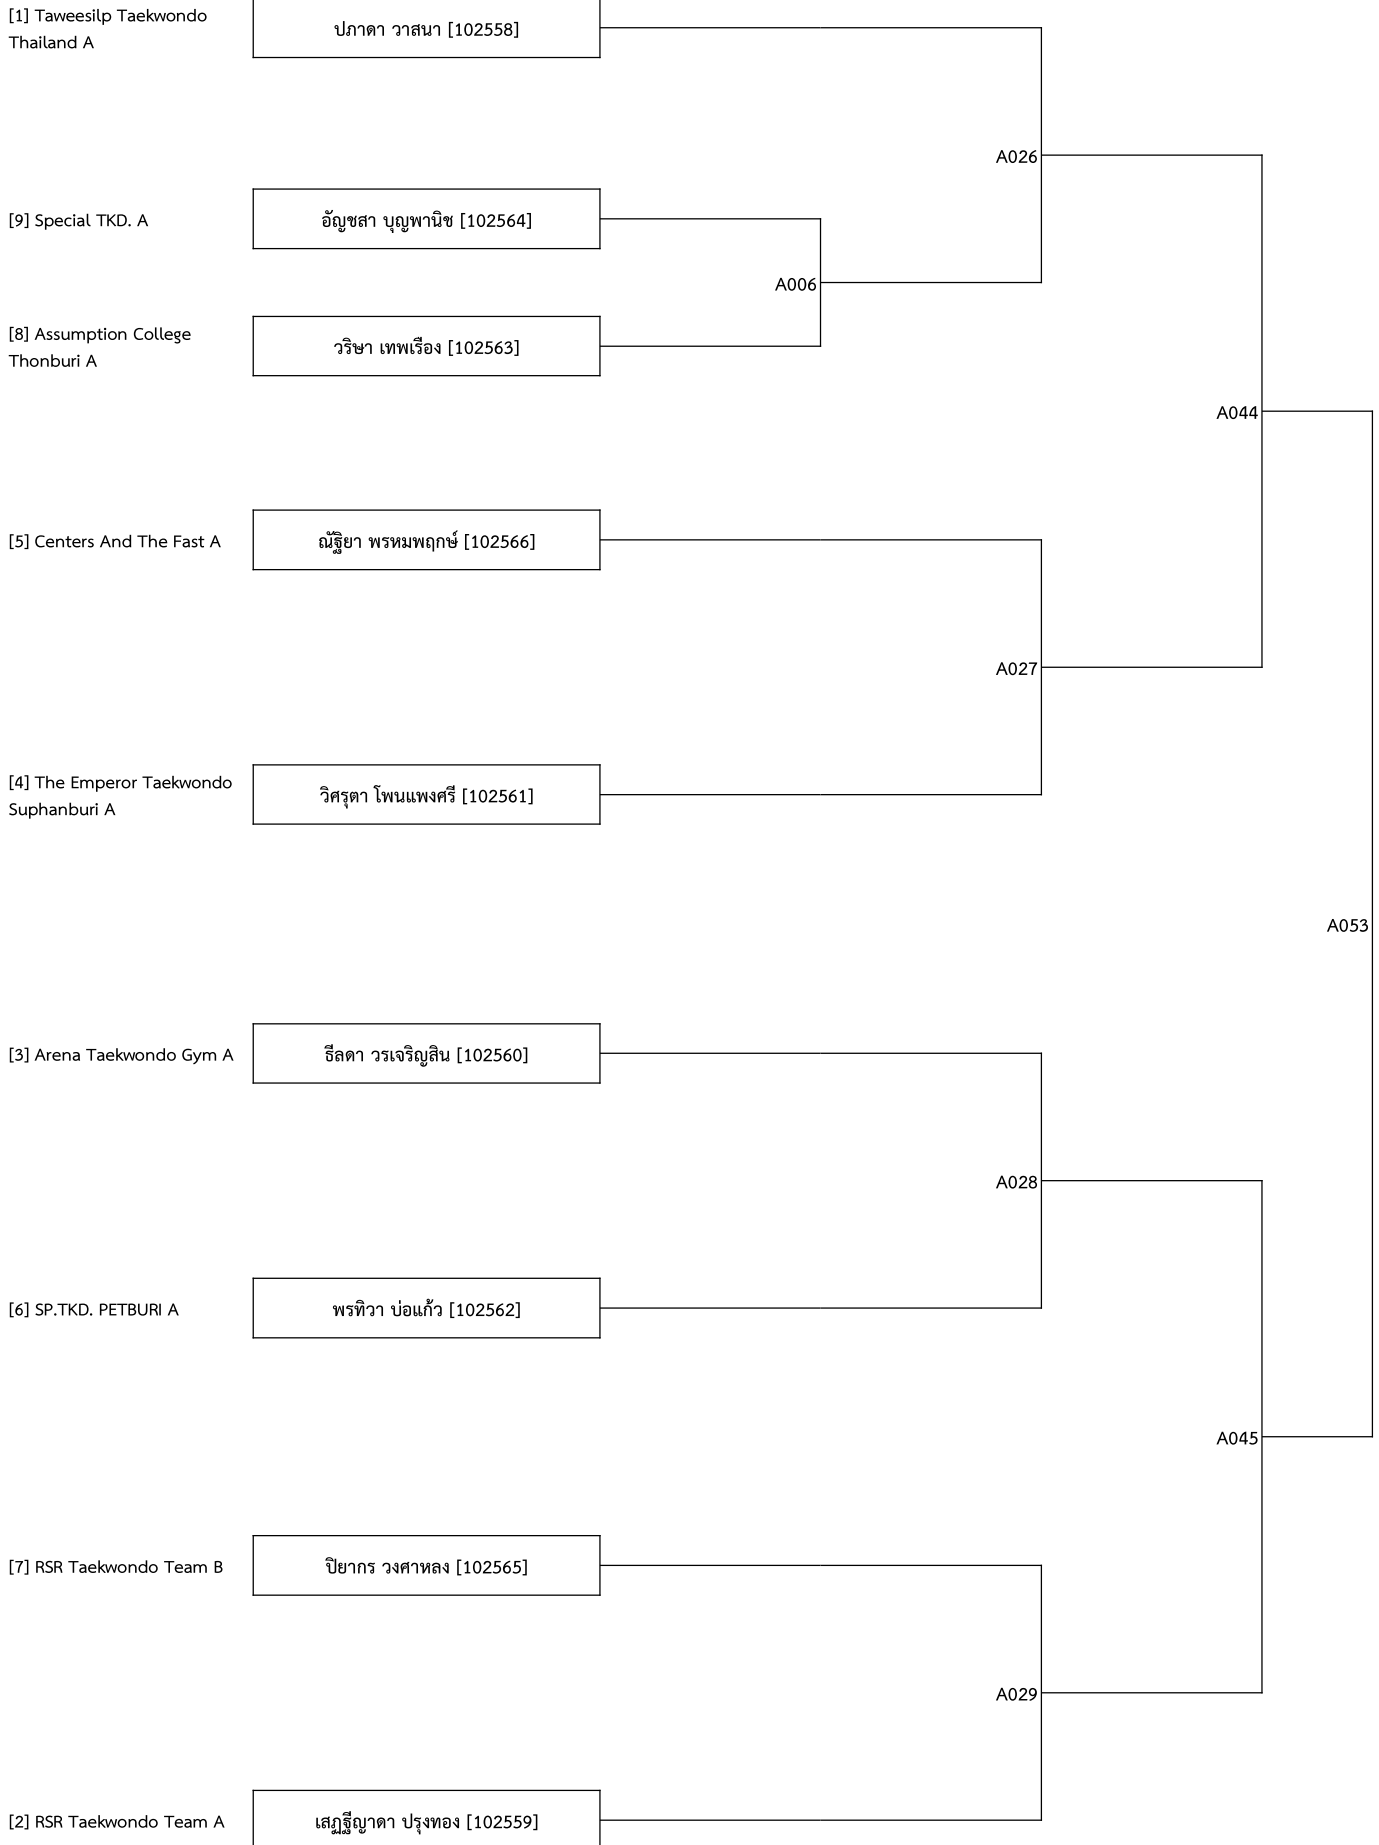 [1] Taweesilp Taekwondo
Thailand A
ปภาดา วาสนา [102558]
A026
[9] Special TKD. A
อัญชสา บุญพานิช [102564]
A006
[8] Assumption College
Thonburi A
วริษา เทพเรือง [102563]
A044
[5] Centers And The Fast A
ณัฐิยา พรหมพฤกษ์ [102566]
A027
[4] The Emperor Taekwondo
Suphanburi A
วิศรุตา โพนแพงศรี [102561]
A053
[3] Arena Taekwondo Gym A
ธีลดา วรเจริญสิน [102560]
A028
[6] SP.TKD. PETBURI A
พรทิวา บ่อแก้ว [102562]
A045
[7] RSR Taekwondo Team B
ปิยากร วงศาหลง [102565]
A029
[2] RSR Taekwondo Team A
เสฏฐีญาดา ปรุงทอง [102559]